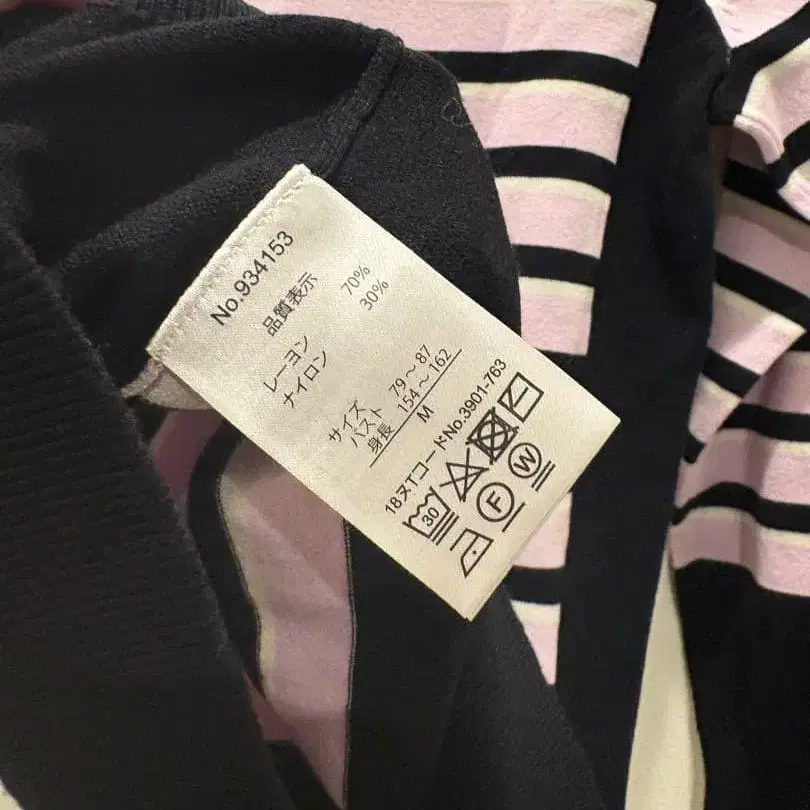 No.934153
品質表示
レーヨン 70%
ナイロン 30%
サイズ
バスト 79～87
身長 154～162
M
18ヌTコードNo.3901-763
30
F W